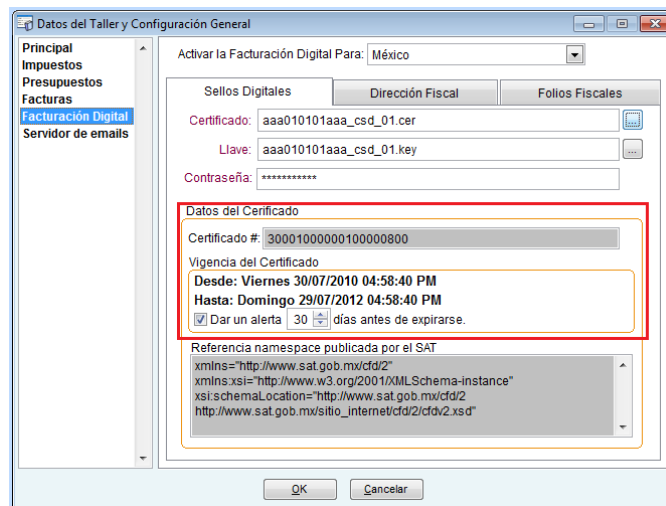 Datos del Taller y Configuración General
Principal
Impuestos
Presupuestos
Facturas
Facturación Digital
Servidor de emails
Activar la Facturación Digital Para: México
Sellos Digitales
Dirección Fiscal
Folios Fiscales
Certificado: aaa010101aaa_csd_01.cer ...
Llave: aaa010101aaa_csd_01.key ...
Contraseña: ***********
Datos del Cerificado
Certificado #: 30001000000100000800
Vigencia del Certificado
Desde: Viernes 30/07/2010 04:58:40 PM
Hasta: Domingo 29/07/2012 04:58:40 PM
Dar un alerta 30 días antes de expirarse.
Referencia namespace publicada por el SAT
xmlns="http://www.sat.gob.mx/cfd/2"
xmlns:xsi="http://www.w3.org/2001/XMLSchema-instance"
xsi:schemaLocation="http://www.sat.gob.mx/cfd/2
http://www.sat.gob.mx/sitio_internet/cfd/2/cfdv2.xsd"
OK
Cancelar